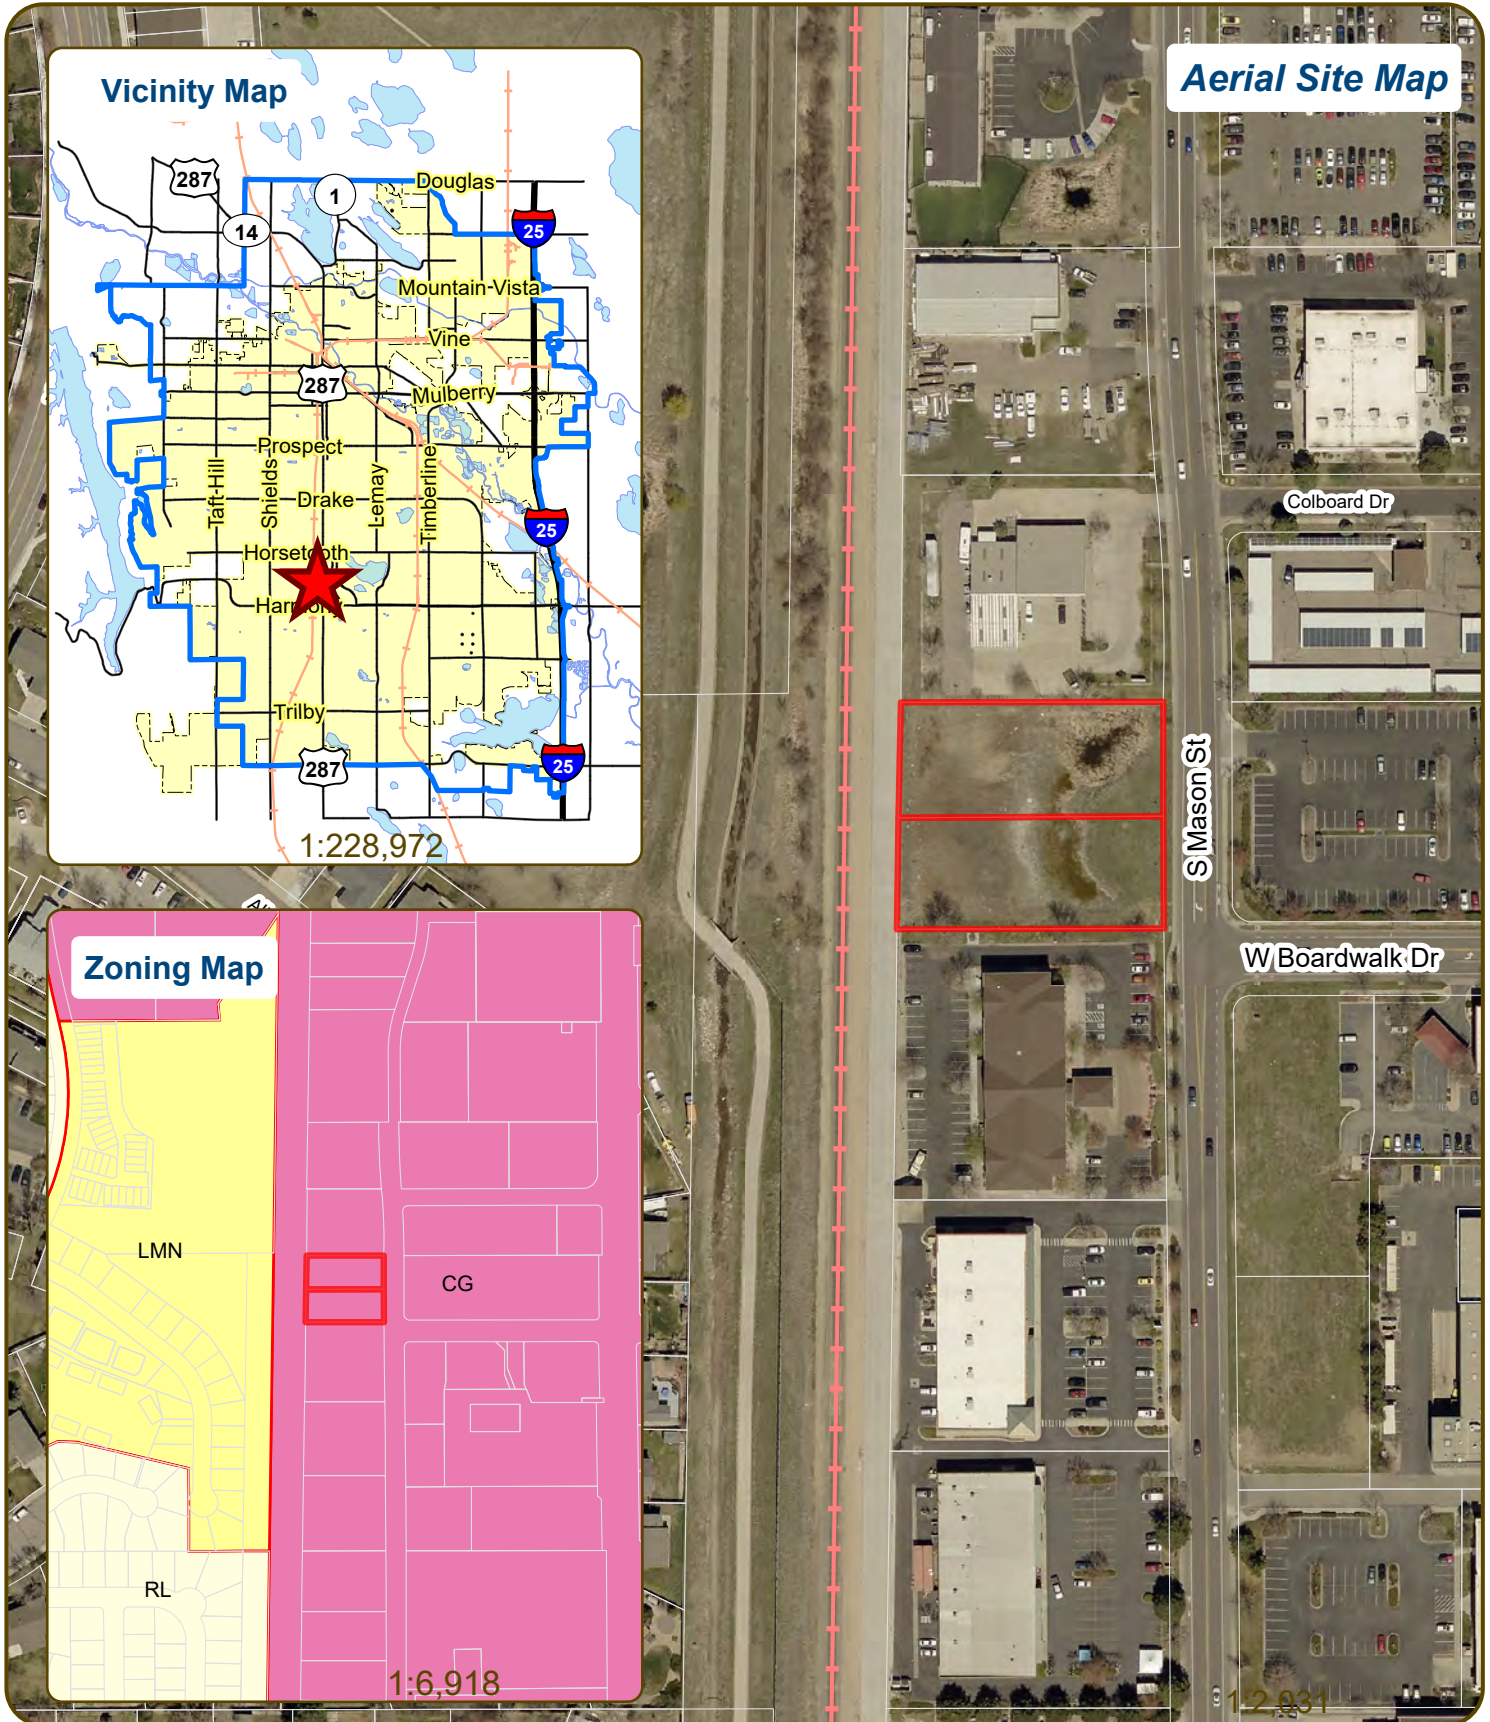 Vicinity Map
Aerial Site Map
287
1
Douglas
14
25
Mountain-Vista
Vine
287
Mulberry
Prospect
Taft-Hill
Shields
Drake
Lemay
Timberline
25
Horsetooth
Harmony
Trilby
287
25
1:228,972
Colboard Dr
S Mason St
W Boardwalk Dr
Zoning Map
LMN
CG
RL
1:6,918
1:2,031